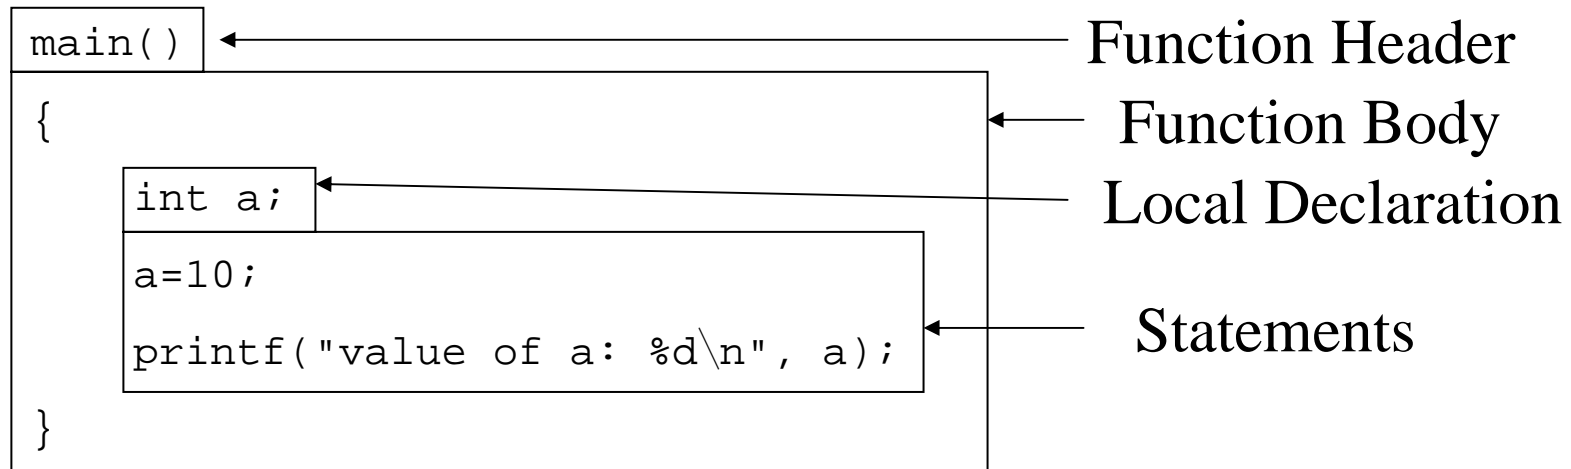 main() Function Header
{ Function Body
int a; Local Declaration
a=10;
printf("value of a: %d\n", a); Statements
}